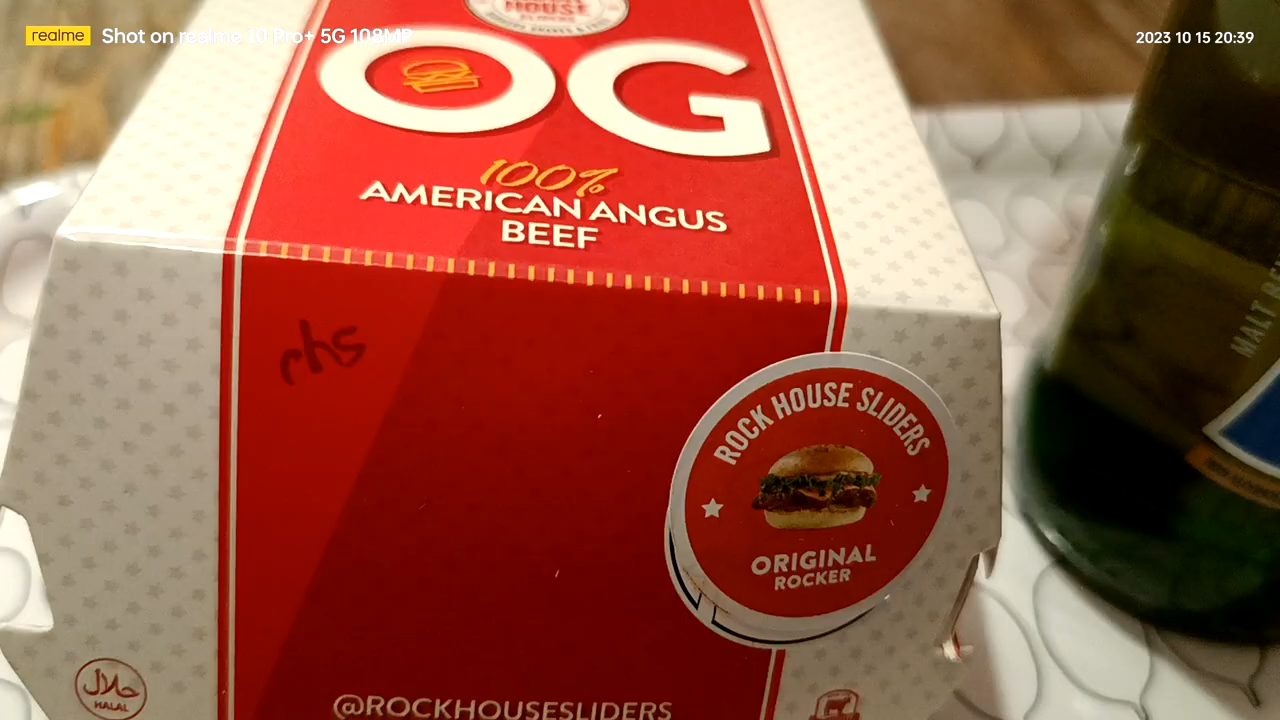 realme Shot on realme 10 Pro+ 5G 108MP
2023 10 15 20:39
HOUSE
SLIDERS
OG
100%
AMERICAN ANGUS
BEEF
rhs
ROCK HOUSE SLIDERS
ORIGINAL
ROCKER
حلال
HALAL
@ROCKHOUSESLIDERS
MALT